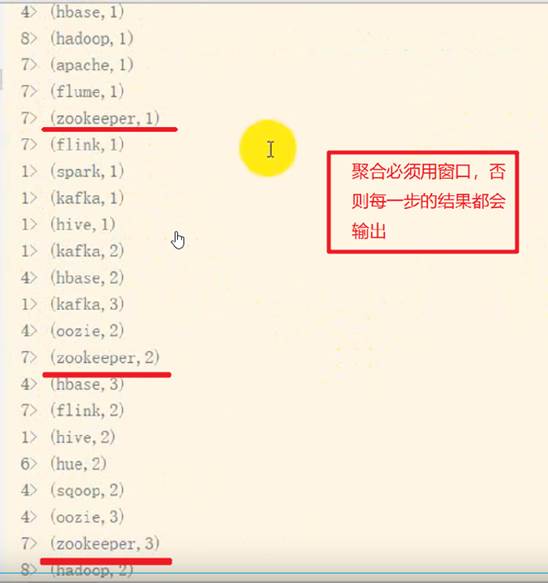 4> (hbase,1)
8> (hadoop,1)
7> (apache,1)
7> (flume,1)
7> (zookeeper,1)
7> (flink,1)
1> (spark,1)
1> (kafka,1)
1> (hive,1)
1> (kafka,2)
4> (hbase,2)
1> (kafka,3)
4> (oozie,2)
7> (zookeeper,2)
4> (hbase,3)
7> (flink,2)
1> (hive,2)
6> (hue,2)
4> (sqoop,2)
4> (oozie,3)
7> (zookeeper,3)
8> (hadoop,2)
聚合必须用窗口，否
则每一步的结果都会
输出